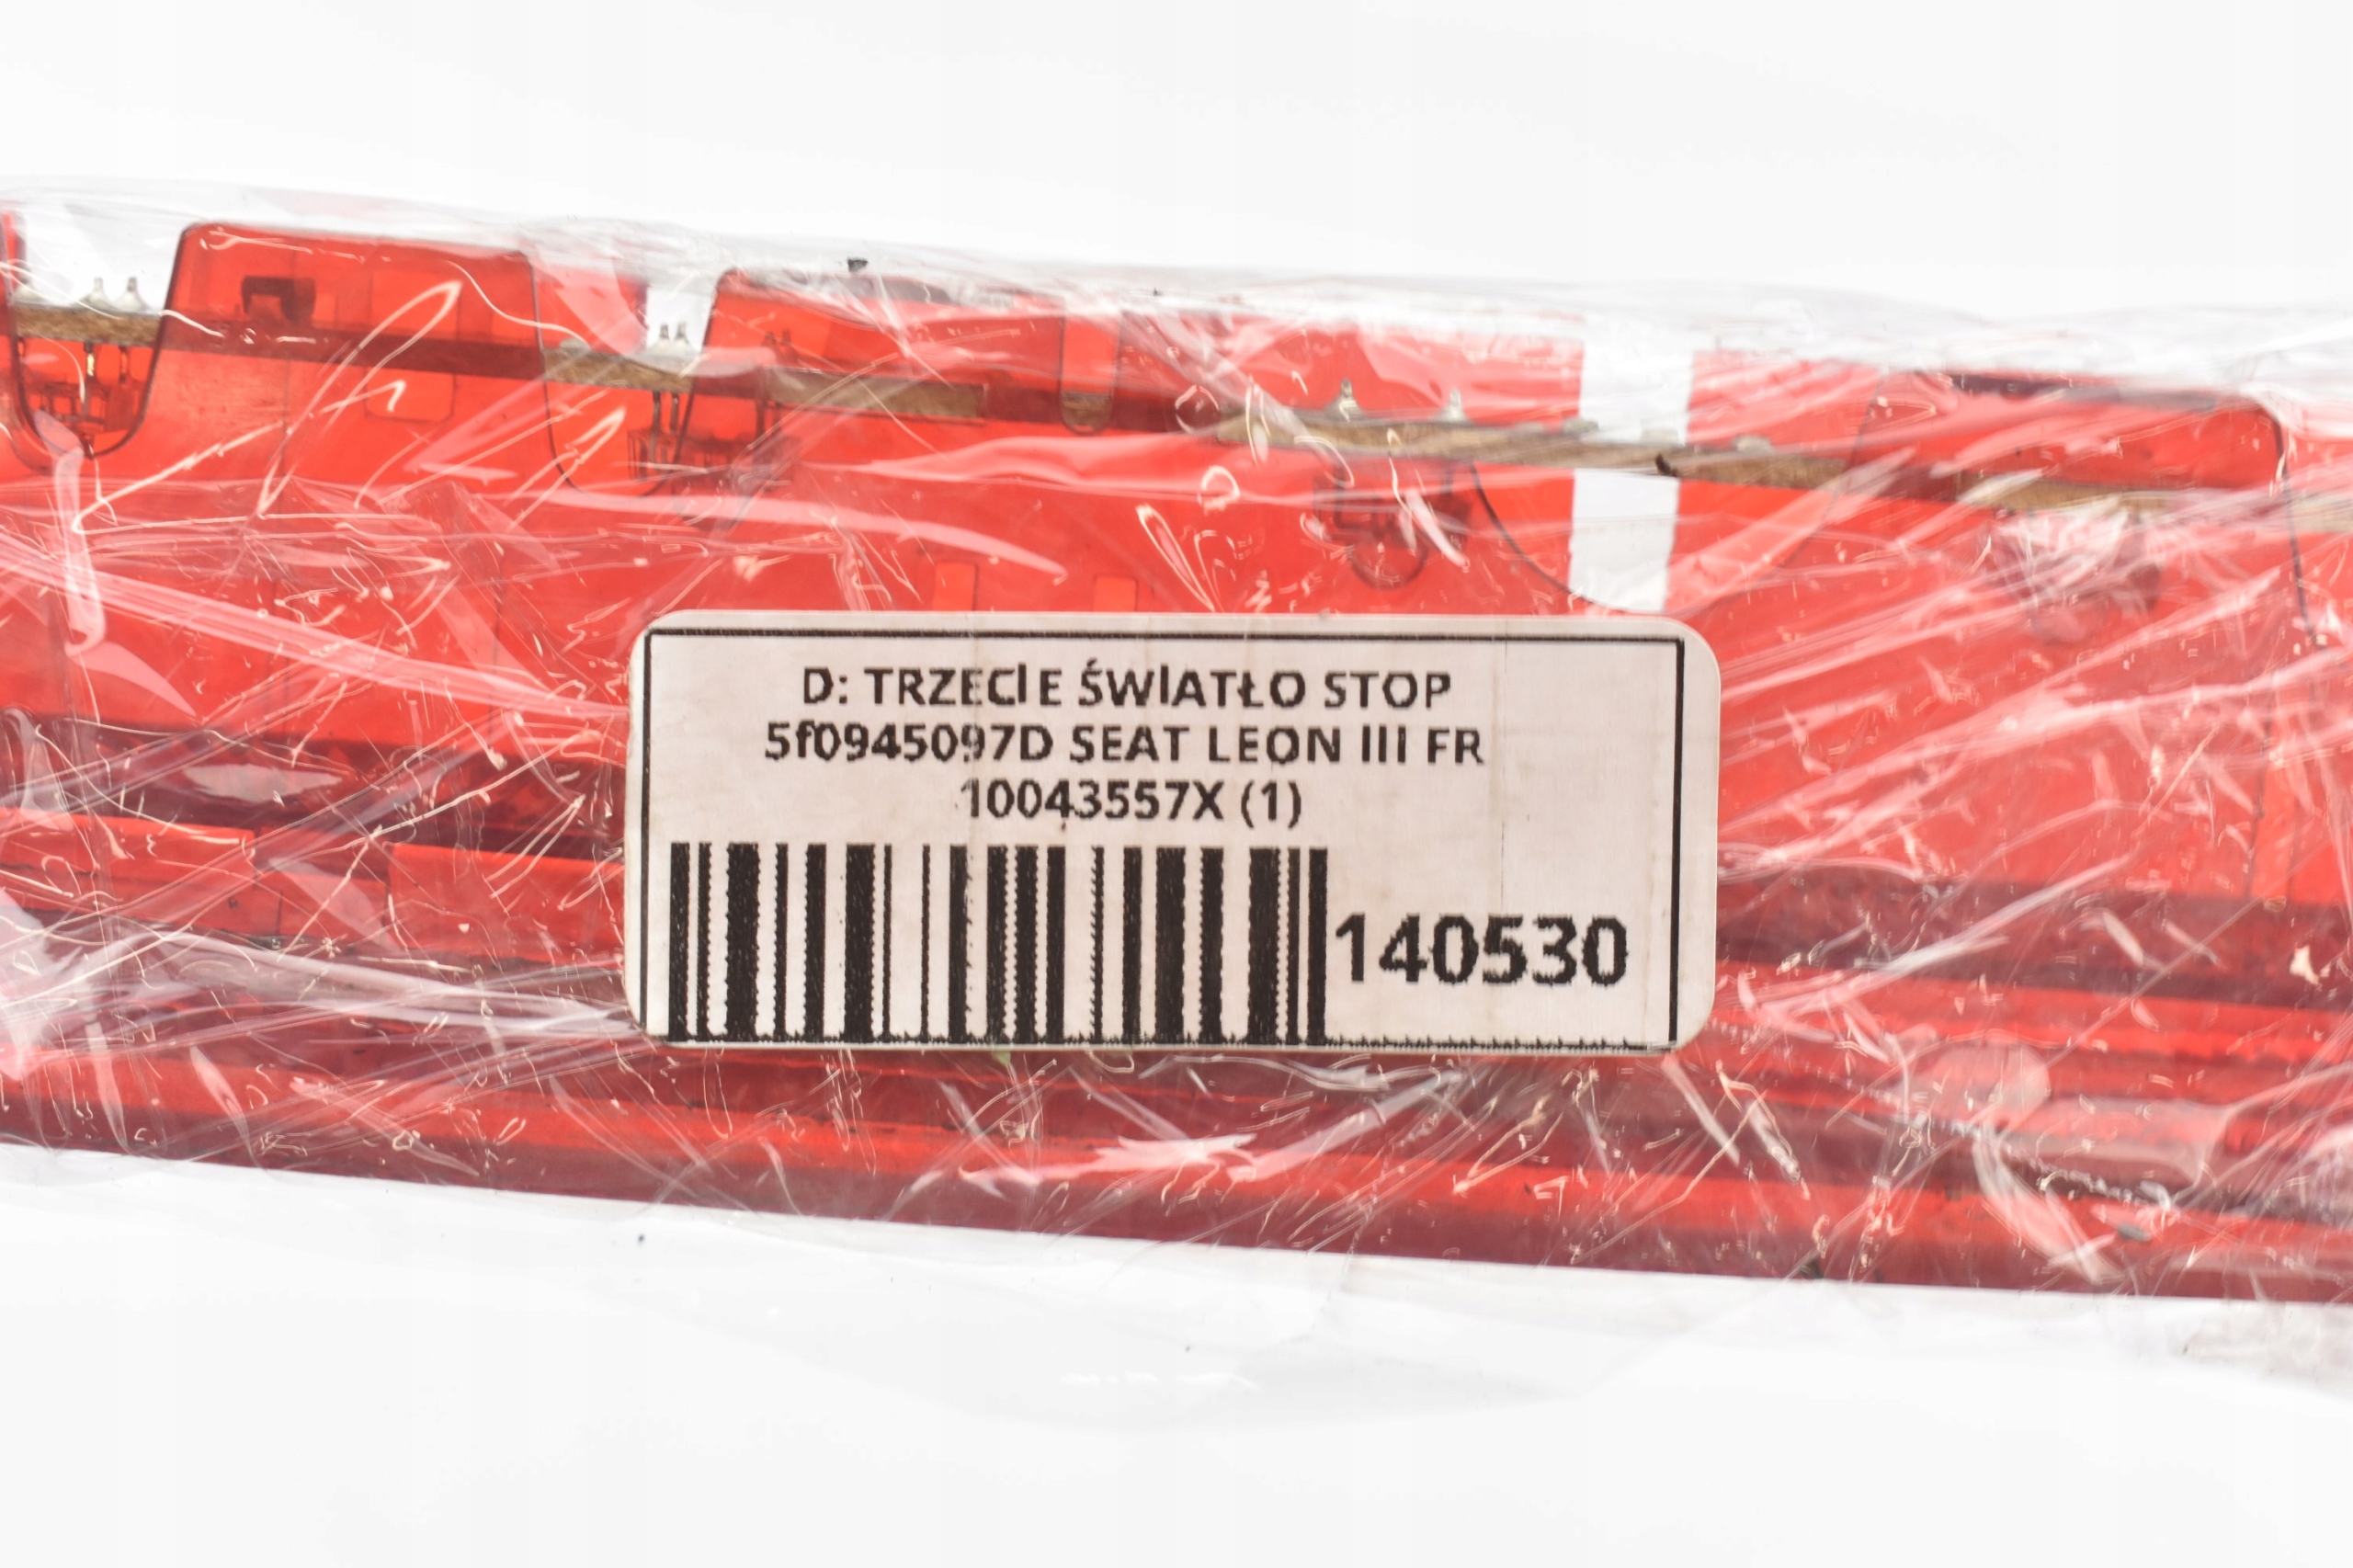 D: TRZECIE ŚWIATŁO STOP
5f0945097D SEAT LEON III FR
10043557X (1)
140530